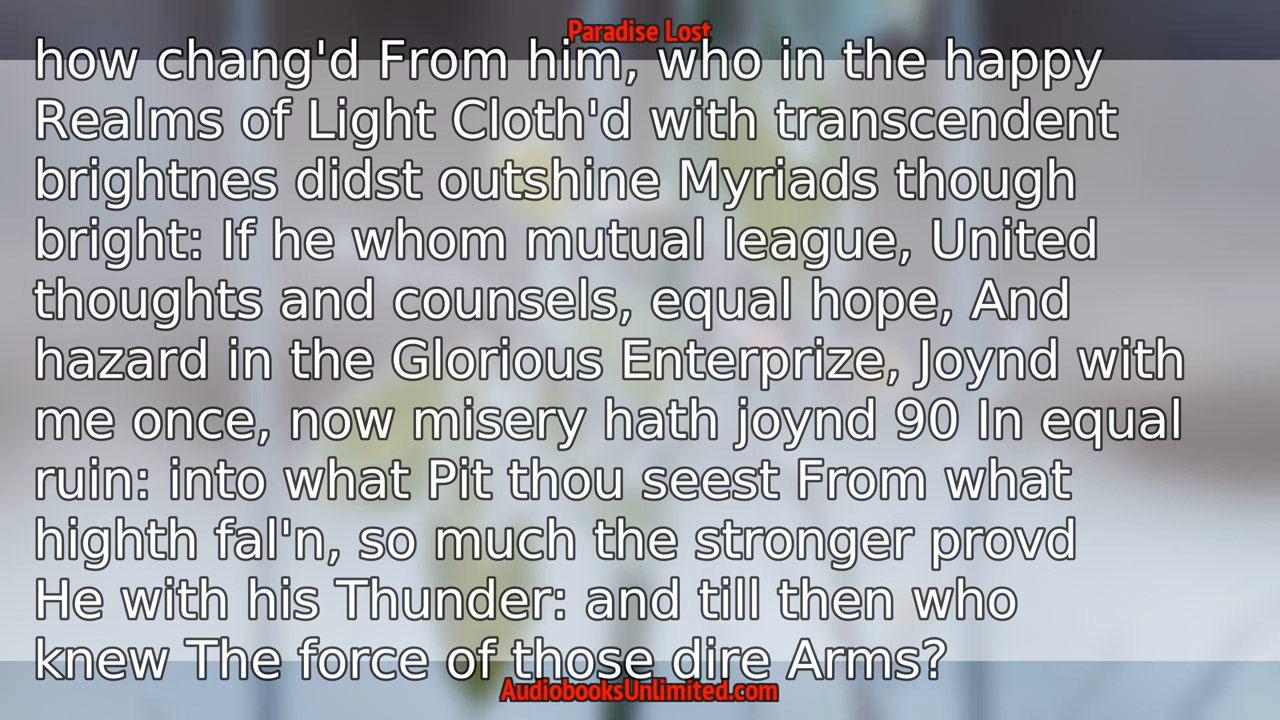 Paradise Lost
how chang'd From him, who in the happy
Realms of Light Cloth'd with transcendent
brightnes didst outshine Myriads though
bright: If he whom mutual league, United
thoughts and counsels, equal hope, And
hazard in the Glorious Enterprize, Joynd with
me once, now misery hath joynd 90 In equal
ruin: into what Pit thou seest From what
highth fal'n, so much the stronger provd
He with his Thunder: and till then who
knew The force of those dire Arms?
AudiobooksUnlimited.com